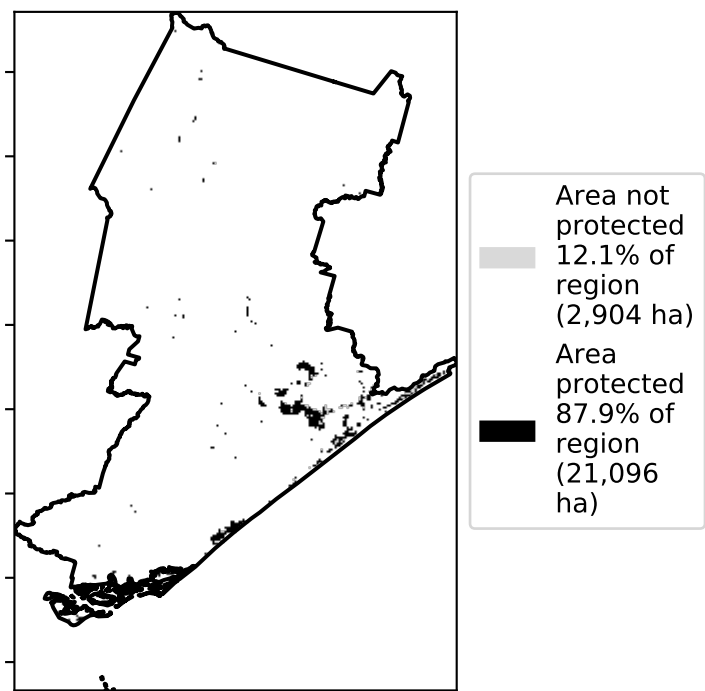 Area not
protected
12.1% of
region
(2,904 ha)
Area
protected
87.9% of
region
(21,096
ha)